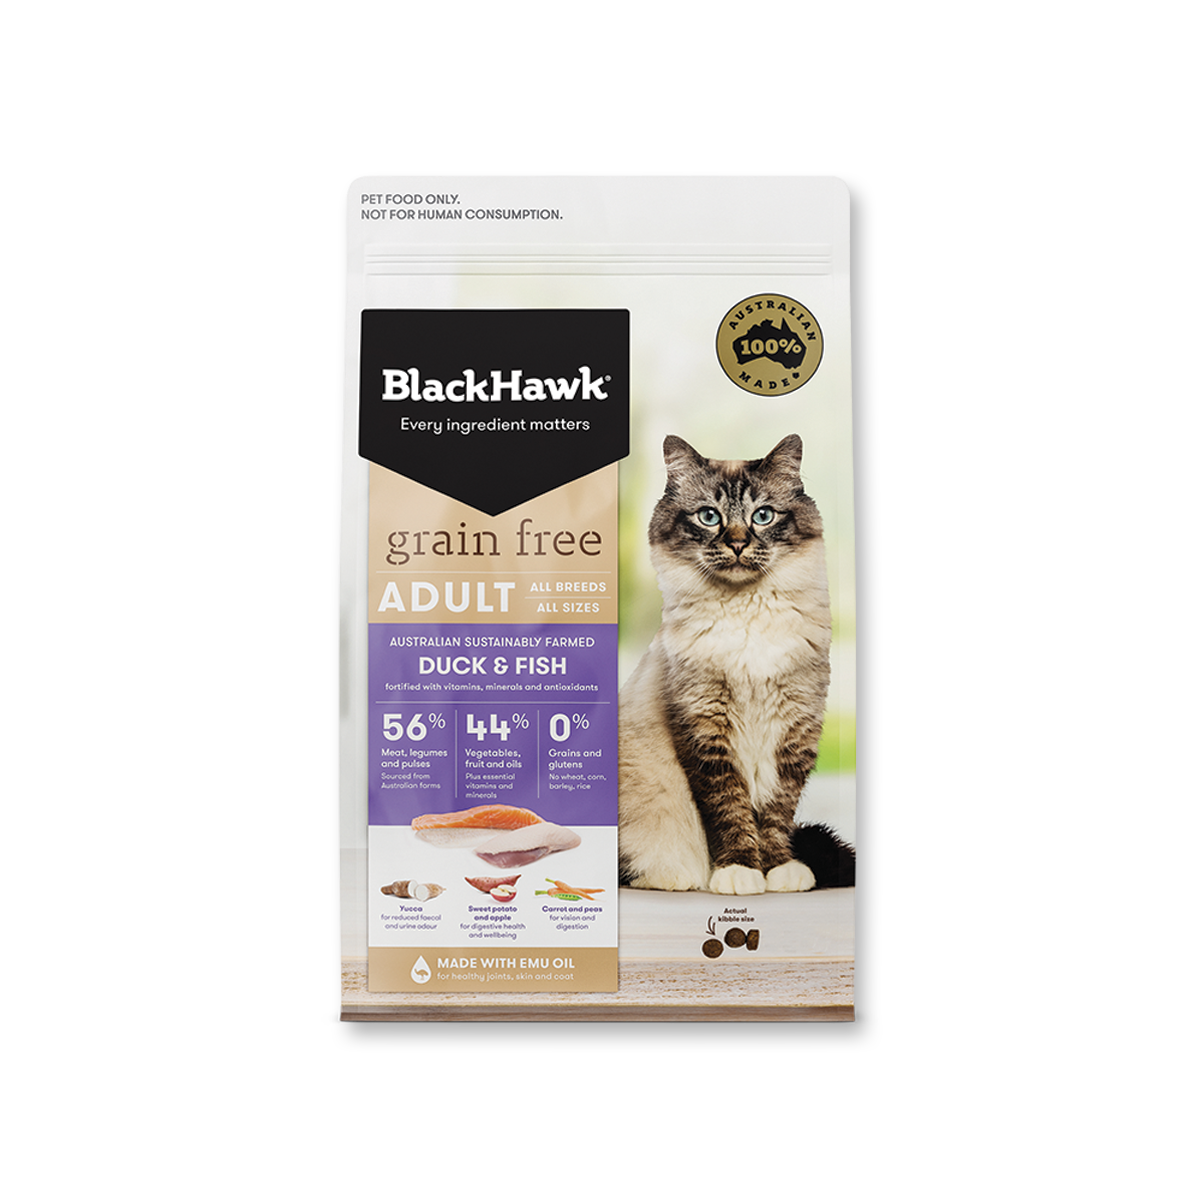 PET FOOD ONLY.
NOT FOR HUMAN CONSUMPTION.
AUSTRALIAN
100%
MADE
BlackHawk®
Every ingredient matters
grain free
ADULT
ALL BREEDS
ALL SIZES
AUSTRALIAN SUSTAINABLY FARMED
DUCK & FISH
fortified with vitamins, minerals and antioxidants
56%
Meat, legumes
and pulses
Sourced from
Australian farms
44%
Vegetables,
fruit and oils
Plus essential
vitamins and
minerals
0%
Grains and
glutens
No wheat, corn,
barley, rice
Yucca
for reduced faecal
and urine odour
Sweet potato
and apple
for digestive health
and wellbeing
Carrot and peas
for vision and
digestion
Actual
kibble size
MADE WITH EMU OIL
for healthy joints, skin and coat